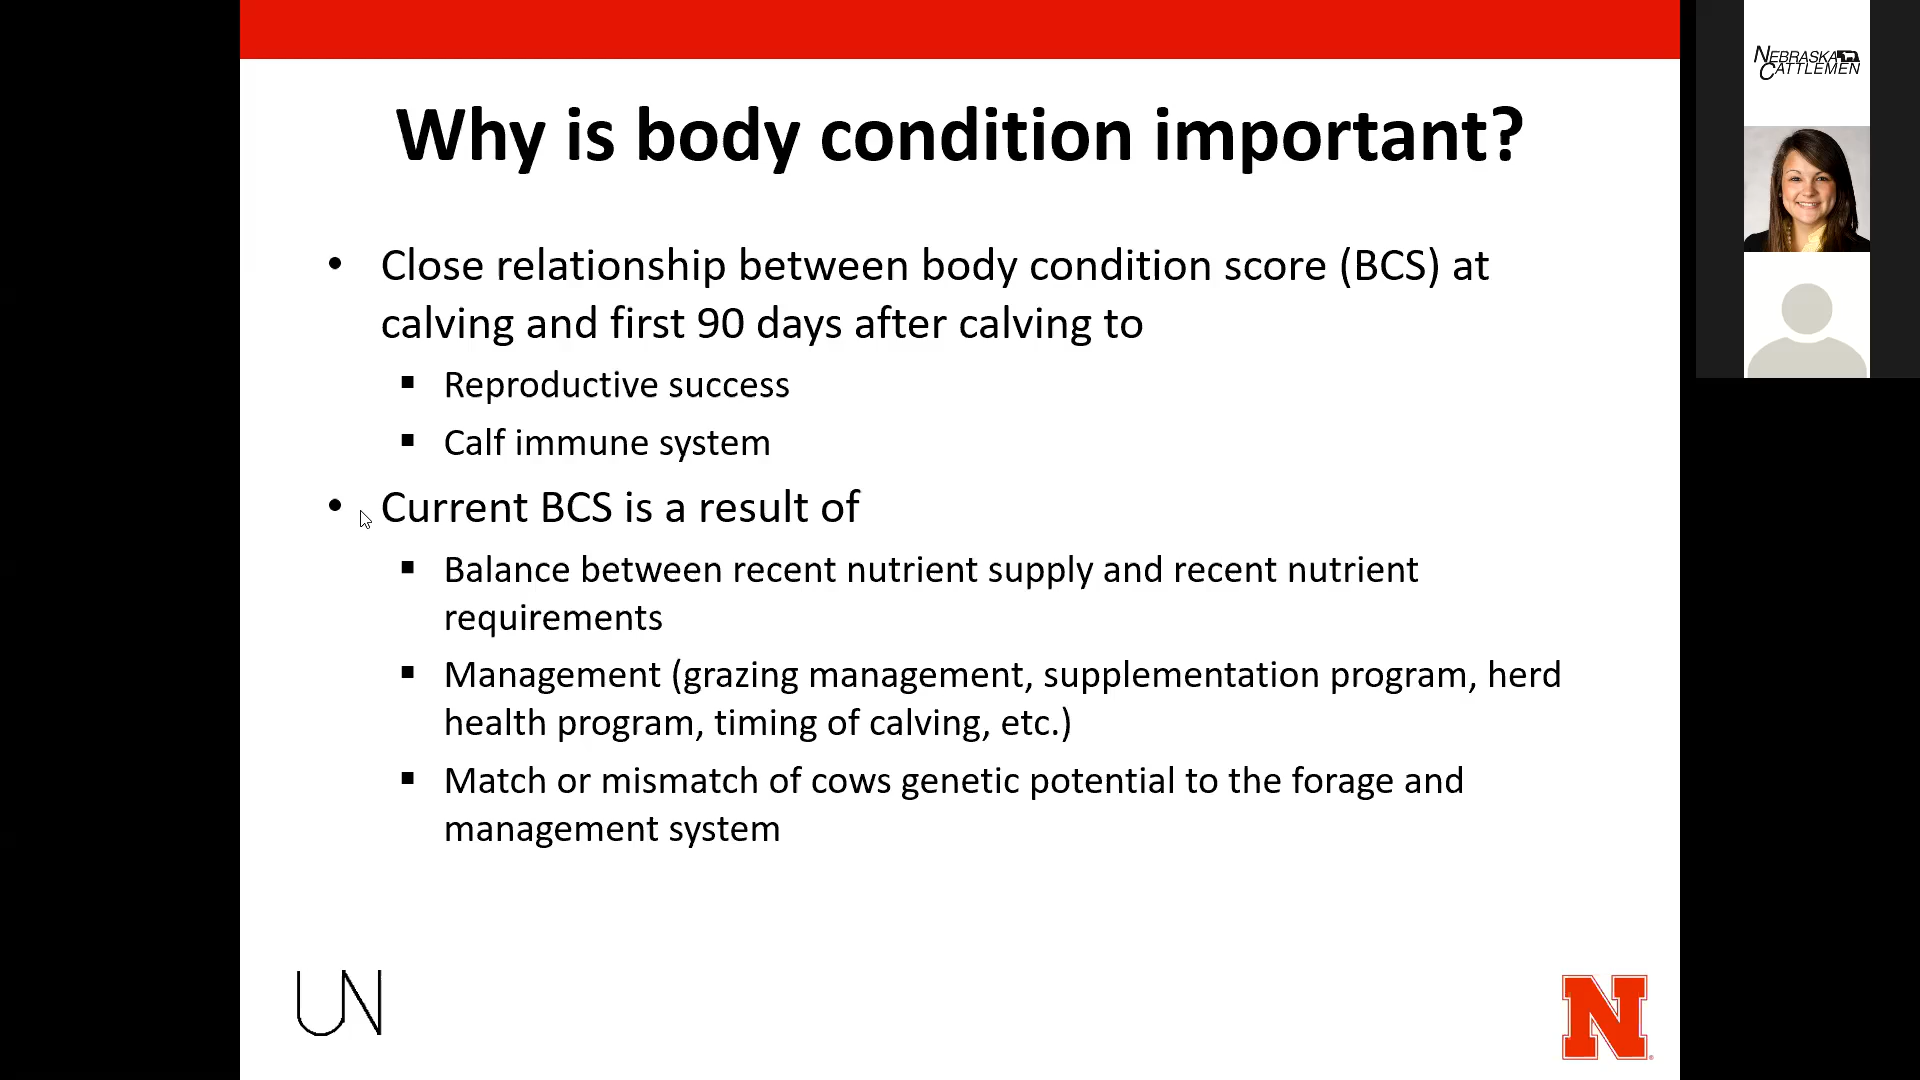 Why is body condition important?
• Close relationship between body condition score (BCS) at
calving and first 90 days after calving to
▪ Reproductive success
▪ Calf immune system
• Current BCS is a result of
▪ Balance between recent nutrient supply and recent nutrient
requirements
▪ Management (grazing management, supplementation program, herd
health program, timing of calving, etc.)
▪ Match or mismatch of cows genetic potential to the forage and
management system
UN
N
NEBRASKA
CATTLEMEN